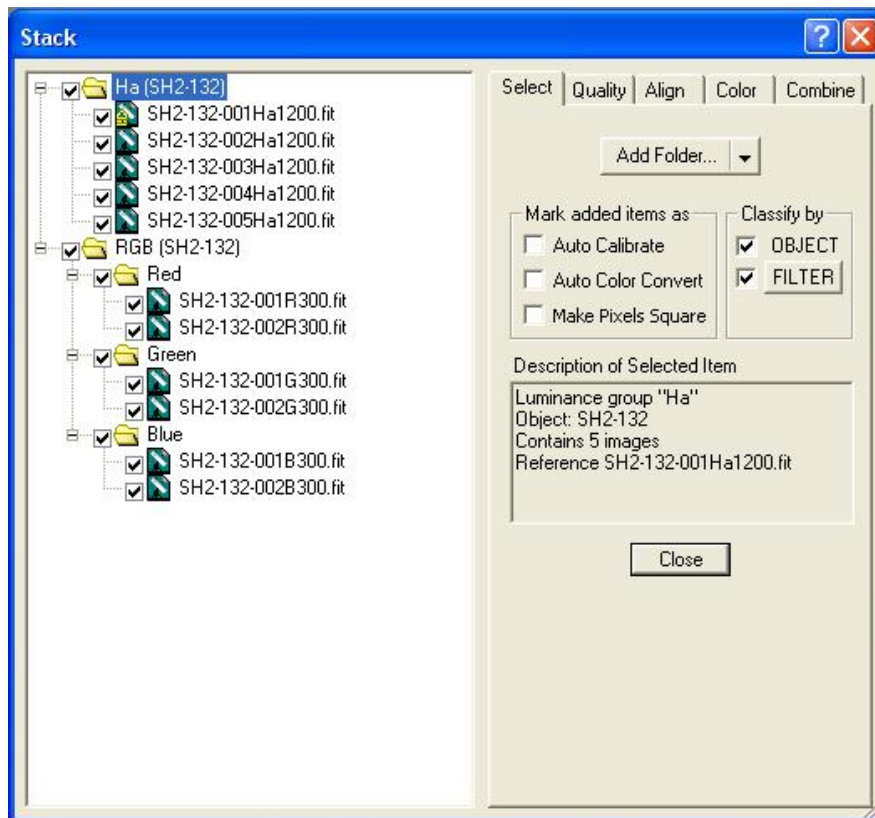 Stack
Ha (SH2-132)
SH2-132-001Ha1200.fit
SH2-132-002Ha1200.fit
SH2-132-003Ha1200.fit
SH2-132-004Ha1200.fit
SH2-132-005Ha1200.fit
RGB (SH2-132)
Red
SH2-132-001R300.fit
SH2-132-002R300.fit
Green
SH2-132-001G300.fit
SH2-132-002G300.fit
Blue
SH2-132-001B300.fit
SH2-132-002B300.fit
Select Quality Align Color Combine
Add Folder...
Mark added items as
Auto Calibrate
Auto Color Convert
Make Pixels Square
Classify by
OBJECT
FILTER
Description of Selected Item
Luminance group "Ha"
Object: SH2-132
Contains 5 images
Reference SH2-132-001Ha1200.fit
Close